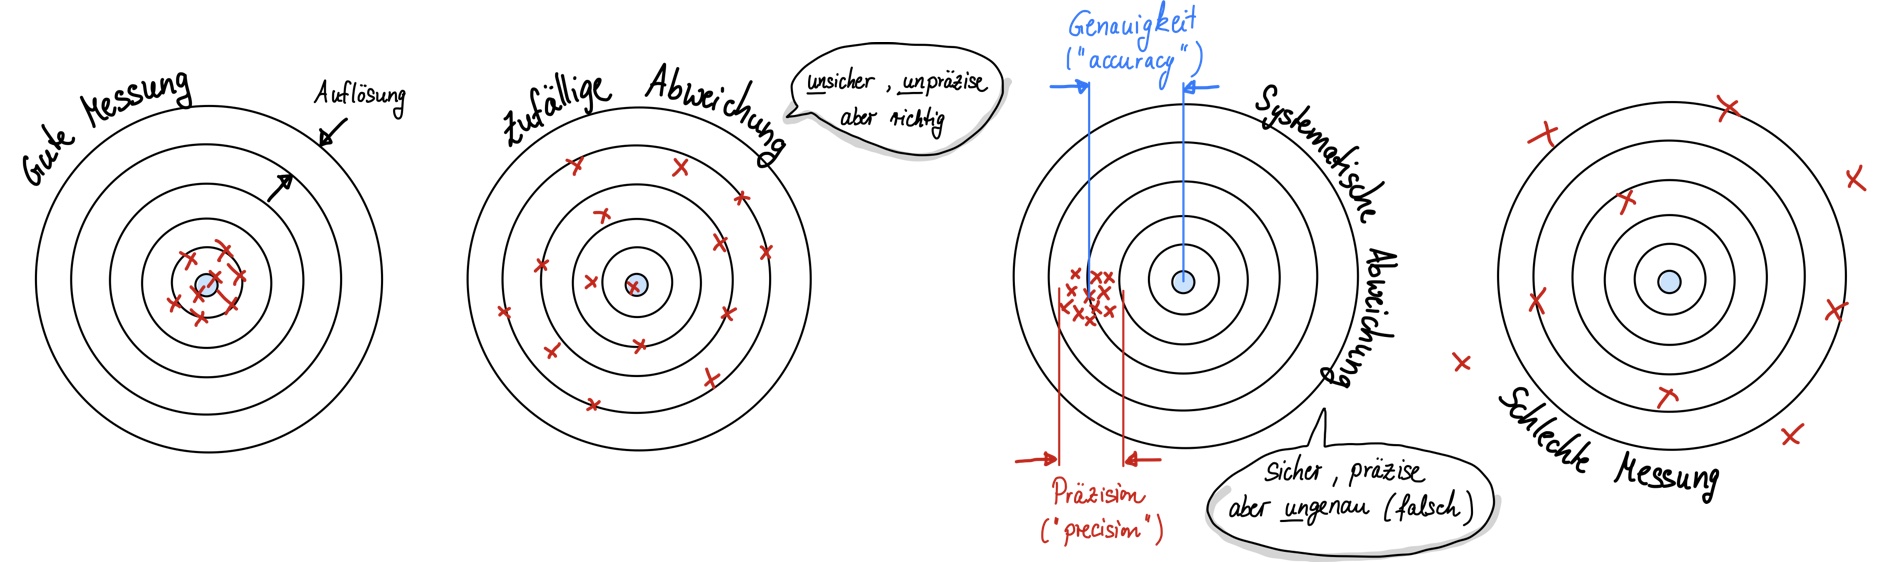 Gute Messung
Auflösung
Zufällige Abweichung
unsicher, unpräzise
aber richtig
Genauigkeit
("accuracy")
Systematische Abweichung
Präzision
("precision")
sicher, präzise
aber ungenau (falsch)
Schlechte Messung